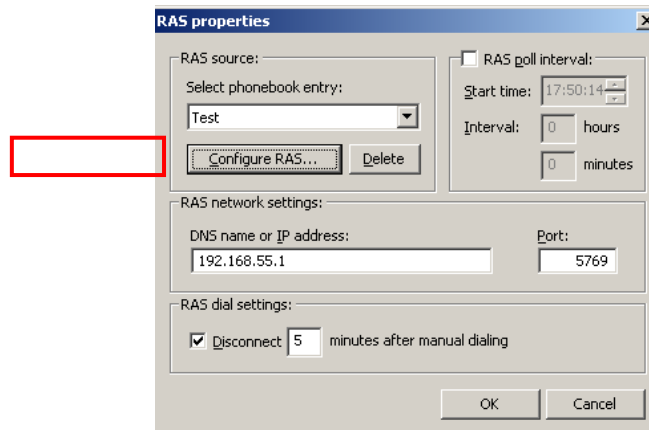 RAS properties
RAS source:
Select phonebook entry:
Test
Configure RAS...
Delete
RAS poll interval:
Start time: 17:50:14
Interval: 0 hours
0 minutes
RAS network settings:
DNS name or IP address:
Port:
192.168.55.1
5769
RAS dial settings:
Disconnect 5 minutes after manual dialing
OK
Cancel